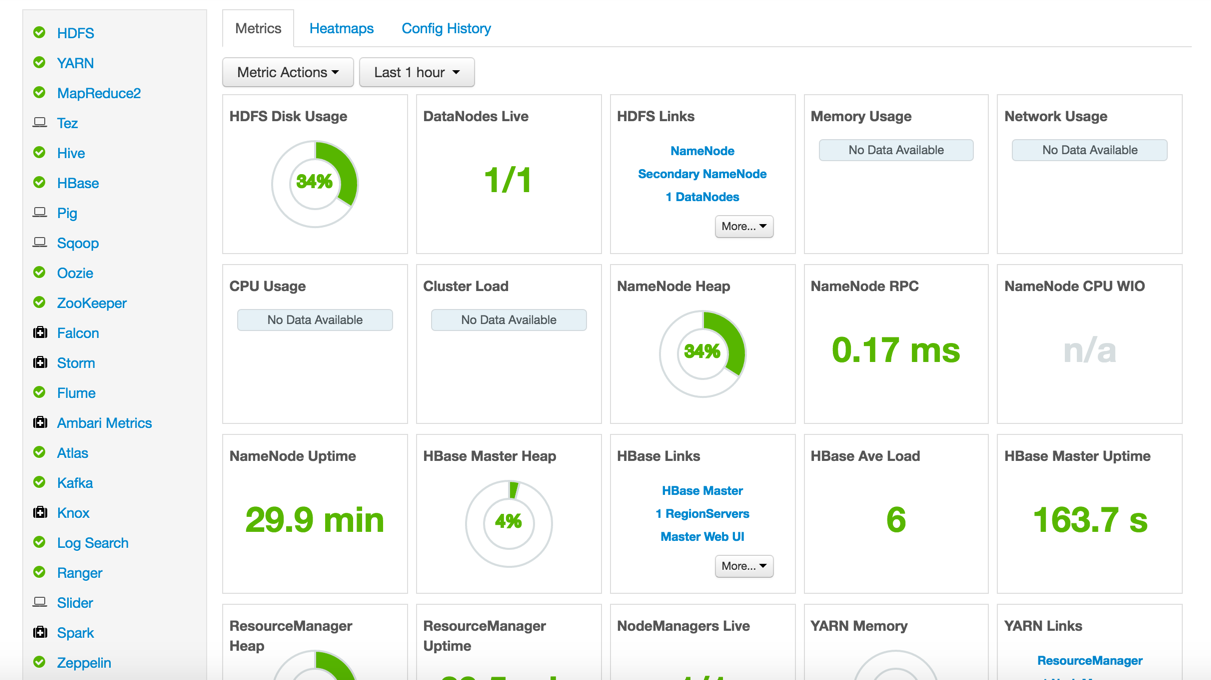 HDFS
YARN
MapReduce2
Tez
Hive
HBase
Pig
Sqoop
Oozie
ZooKeeper
Falcon
Storm
Flume
Ambari Metrics
Atlas
Kafka
Knox
Log Search
Ranger
Slider
Spark
Zeppelin
Metrics
Heatmaps
Config History
Metric Actions
Last 1 hour
HDFS Disk Usage
34%
DataNodes Live
1/1
HDFS Links
NameNode
Secondary NameNode
1 DataNodes
More...
Memory Usage
No Data Available
Network Usage
No Data Available
CPU Usage
No Data Available
Cluster Load
No Data Available
NameNode Heap
34%
NameNode RPC
0.17 ms
NameNode CPU WIO
n/a
NameNode Uptime
29.9 min
HBase Master Heap
4%
HBase Links
HBase Master
1 RegionServers
Master Web UI
More...
HBase Ave Load
6
HBase Master Uptime
163.7 s
ResourceManager
Heap
ResourceManager
Uptime
NodeManagers Live
YARN Memory
YARN Links
ResourceManager